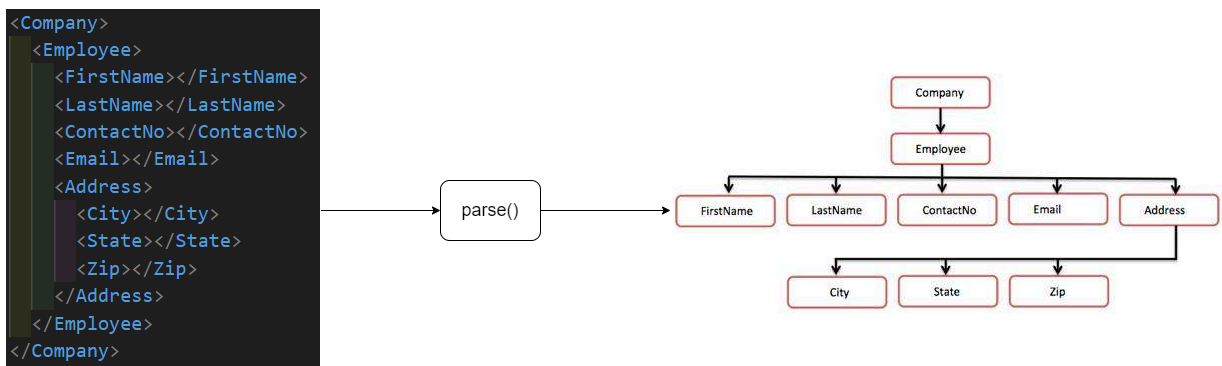 <Company>
<Employee>
<FirstName></FirstName>
<LastName></LastName>
<ContactNo></ContactNo>
<Email></Email>
<Address>
<City></City>
<State></State>
<Zip></Zip>
</Address>
</Employee>
</Company>
parse()
Company
Employee
FirstName
LastName
ContactNo
Email
Address
City
State
Zip